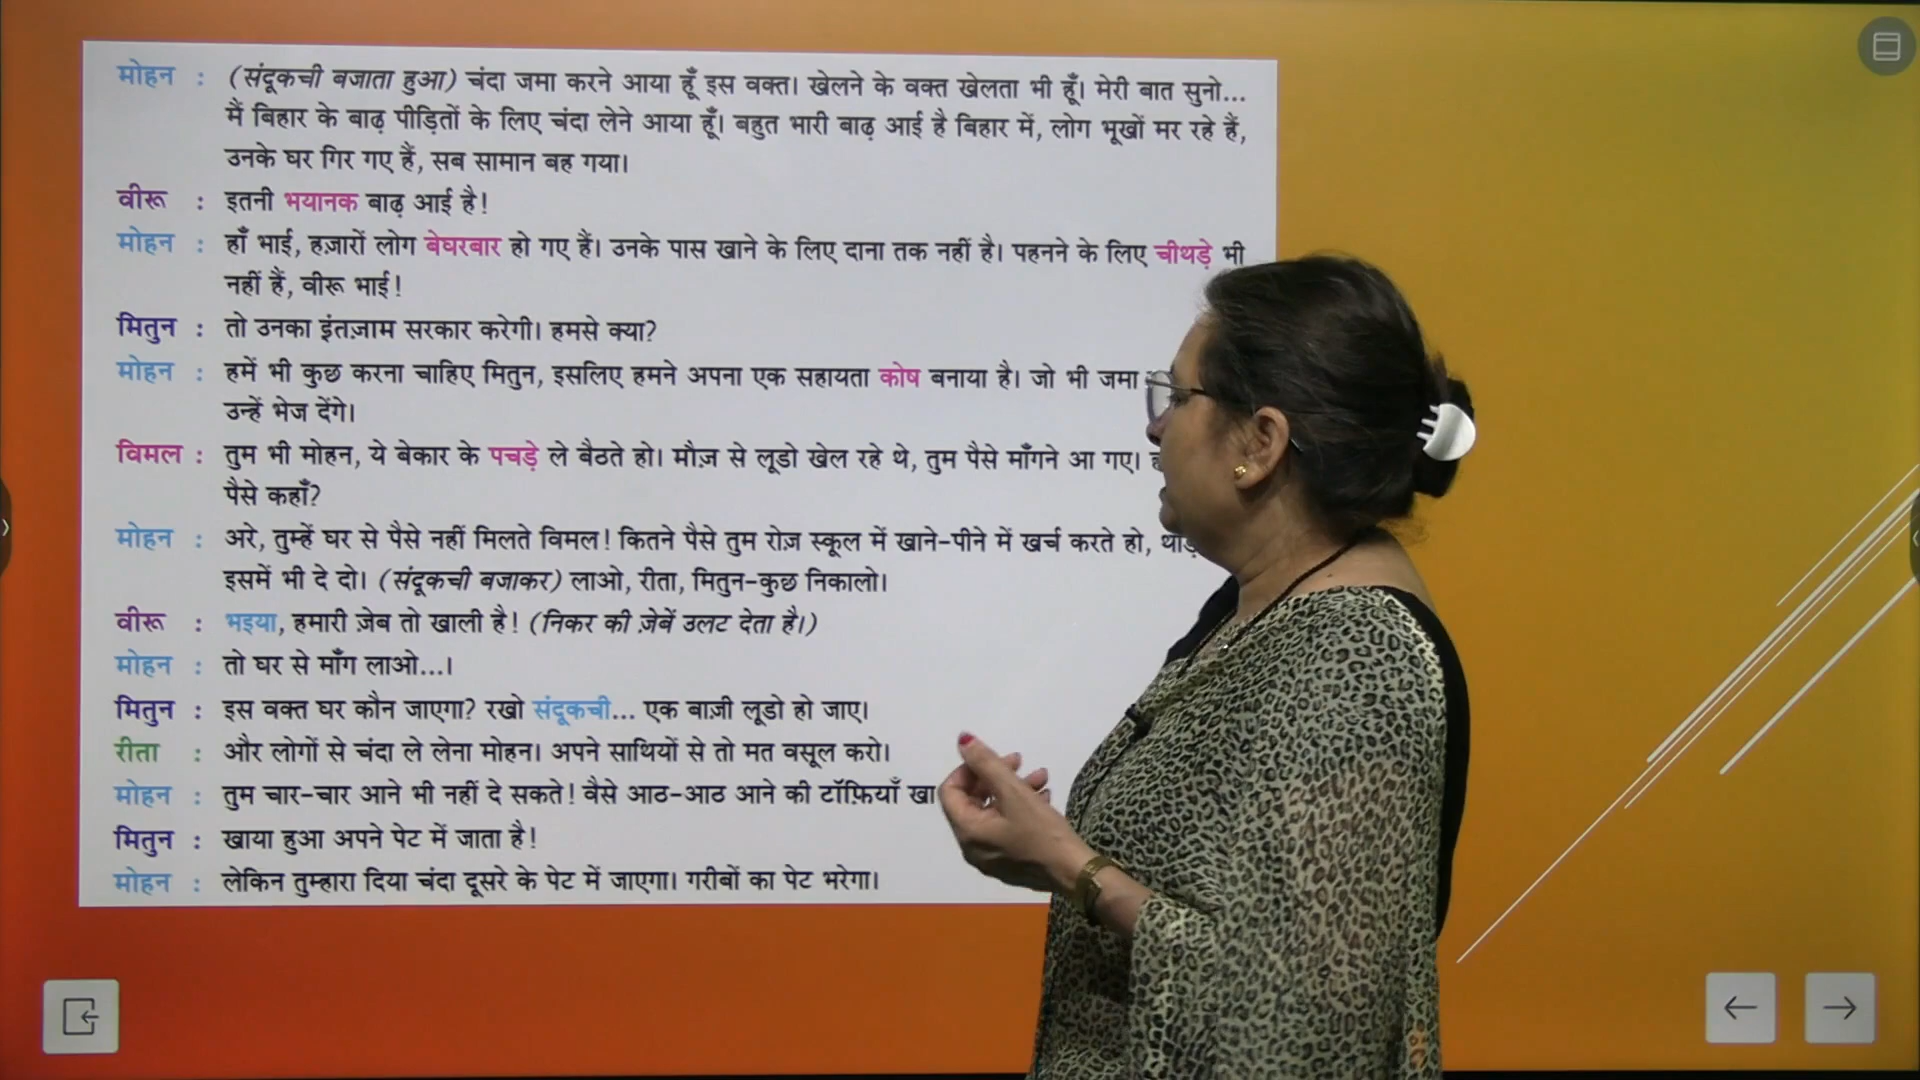 मोहन : (संदूकची बजाता हुआ) चंदा जमा करने आया हूँ इस वक्त। खेलने के वक्त खेलता भी हूँ। मेरी बात सुनो...
मैं बिहार के बाढ़ पीड़ितों के लिए चंदा लेने आया हूँ। बहुत भारी बाढ़ आई है बिहार में, लोग भूखों मर रहे हैं,
उनके घर गिर गए हैं, सब सामान बह गया।
वीरू : इतनी भयानक बाढ़ आई है!
मोहन : हाँ भाई, हज़ारों लोग बेघरबार हो गए हैं। उनके पास खाने के लिए दाना तक नहीं है। पहनने के लिए चीथड़े भी
नहीं हैं, वीरू भाई!
मितुन : तो उनका इंतज़ाम सरकार करेगी। हमसे क्या?
मोहन : हमें भी कुछ करना चाहिए मितुन, इसलिए हमने अपना एक सहायता कोष बनाया है। जो भी जमा
उन्हें भेज देंगे।
विमल : तुम भी मोहन, ये बेकार के पचड़े ले बैठते हो। मौज़ से लूडो खेल रहे थे, तुम पैसे माँगने आ गए।
पैसे कहाँ?
मोहन : अरे, तुम्हें घर से पैसे नहीं मिलते विमल! कितने पैसे तुम रोज़ स्कूल में खाने-पीने में खर्च करते हो,
इसमें भी दे दो। (संदूकची बजाकर) लाओ, रीता, मितुन-कुछ निकालो।
वीरू : भइया, हमारी ज़ेब तो खाली है! (निकर की ज़ेबें उलट देता है।)
मोहन : तो घर से माँग लाओ...।
मितुन : इस वक्त घर कौन जाएगा? रखो संदूकची... एक बाज़ी लूडो हो जाए।
रीता : और लोगों से चंदा ले लेना मोहन। अपने साथियों से तो मत वसूल करो।
मोहन : तुम चार-चार आने भी नहीं दे सकते! वैसे आठ-आठ आने की टॉफ़ियाँ खा
मितुन : खाया हुआ अपने पेट में जाता है!
मोहन : लेकिन तुम्हारा दिया चंदा दूसरे के पेट में जाएगा। गरीबों का पेट भरेगा।